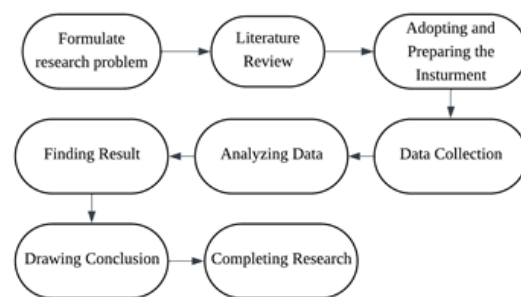 Formulate
research problem
Literature
Review
Adopting and
Preparing the
Insturment
Data Collection
Analyzing Data
Finding Result
Drawing Conclusion
Completing Research